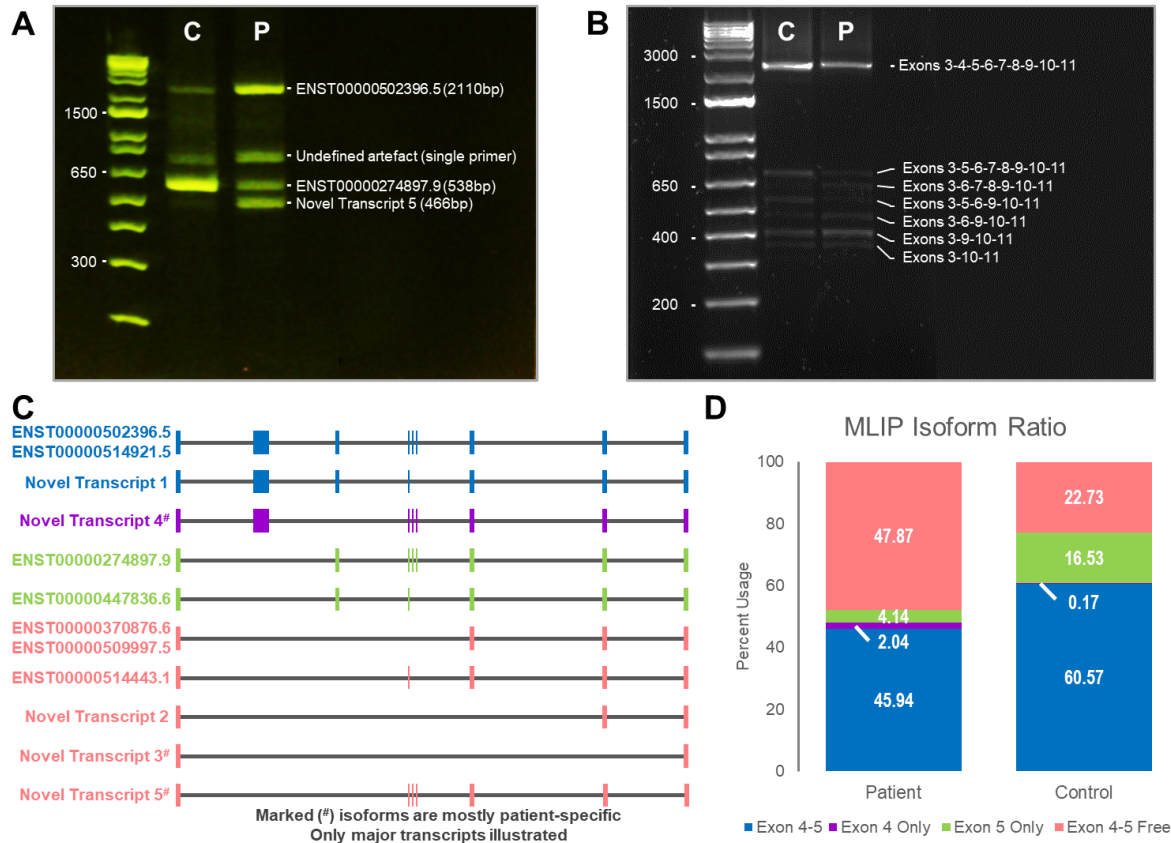 A
C P
ENST00000502396.5 (2110bp)
1500
Undefined artefact (single primer)
650
ENST00000274897.9 (538bp)
Novel Transcript 5 (466bp)
300
B
C P
3000
Exons 3-4-5-6-7-8-9-10-11
1500
Exons 3-5-6-7-8-9-10-11
650
Exons 3-6-7-8-9-10-11
Exons 3-5-6-9-10-11
Exons 3-6-9-10-11
400
Exons 3-9-10-11
Exons 3-10-11
200
C
ENST00000502396.5
ENST00000514921.5
Novel Transcript 1
Novel Transcript 4#
ENST00000274897.9
ENST00000447836.6
ENST00000370876.6
ENST00000509997.5
ENST00000514443.1
Novel Transcript 2
Novel Transcript 3#
Novel Transcript 5#
Marked (#) isoforms are mostly patient-specific
Only major transcripts illustrated
D
MLIP Isoform Ratio
Percent Usage
100
80
60
40
20
0
47.87
4.14
2.04
45.94
22.73
16.53
0.17
60.57
Patient
Control
Exon 4-5 Exon 4 Only Exon 5 Only Exon 4-5 Free